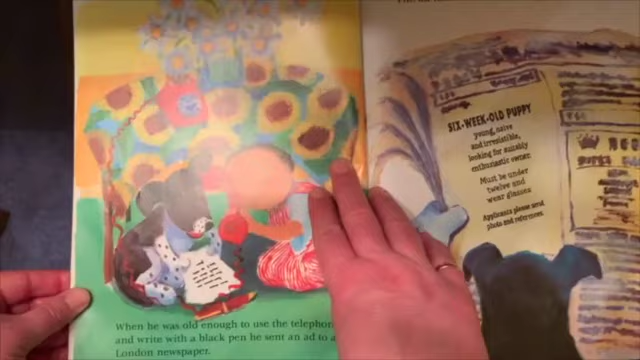 When he was old enough to use the telephon
and write with a black pen he sent an ad to a
London newspaper.
SIX-WEEK-OLD PUPPY
young, naive
and irresistible,
looking for suitably
enthusiastic owner.
Must be under
twelve and
wear glasses
Applicants please send
photo and references.